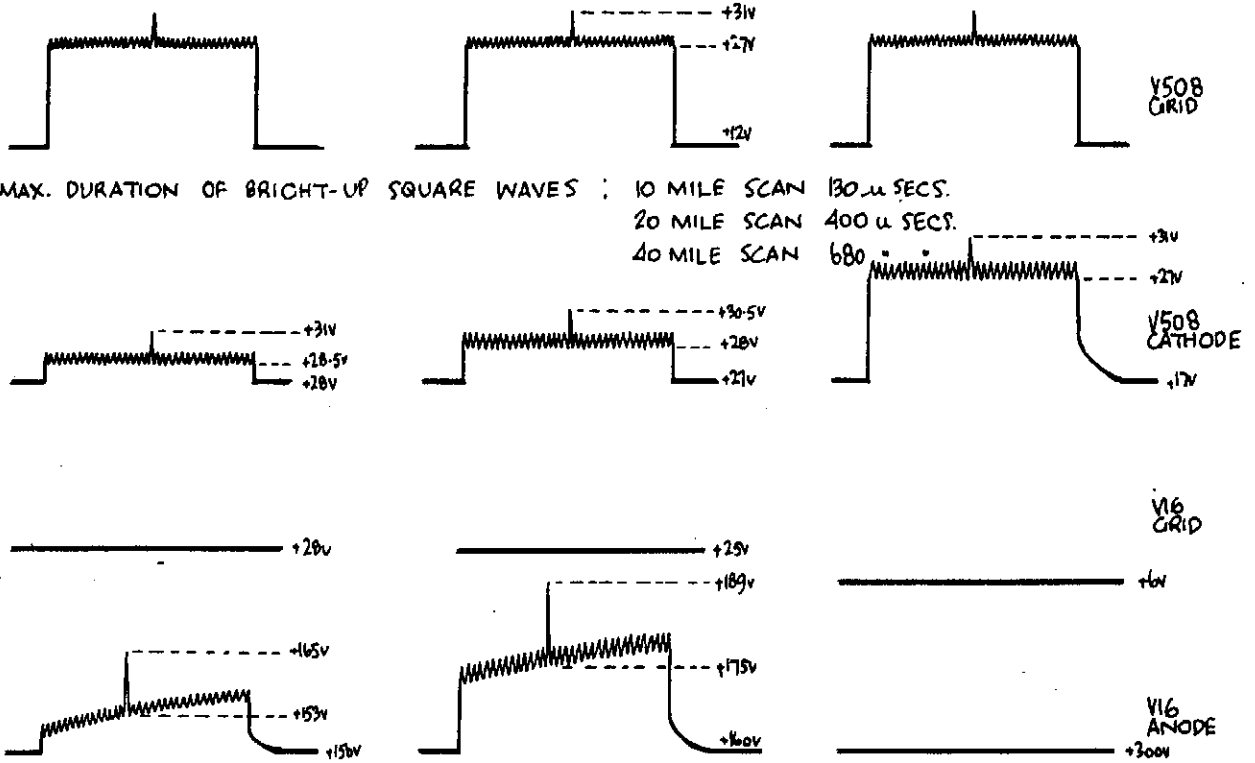 +31V
+27V
+12V
V508
GRID
MAX. DURATION OF BRIGHT-UP SQUARE WAVES : 10 MILE SCAN 130 u SECS.
20 MILE SCAN 400 u SECS.
40 MILE SCAN 680 " "
+31V
+27V
V508
CATHODE
+17V
+31V
+28.5V
+28V
+30.5V
+28V
+27V
V16
GRID
+28V
+25V
+6V
+189V
+175V
+160V
+165V
+153V
+150V
V16
ANODE
+300V